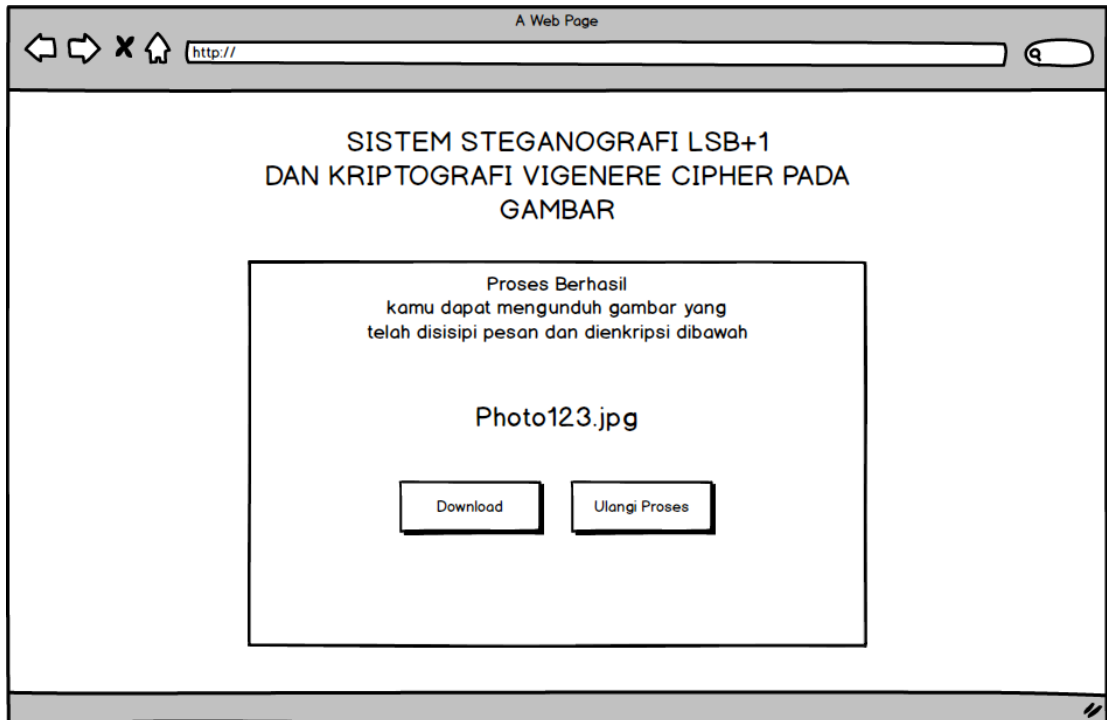 A Web Page
http://
SISTEM STEGANOGRAFI LSB+1
DAN KRIPTOGRAFI VIGENERE CIPHER PADA
GAMBAR
Proses Berhasil
kamu dapat mengunduh gambar yang
telah disisipi pesan dan dienkripsi dibawah
Photo123.jpg
Download
Ulangi Proses